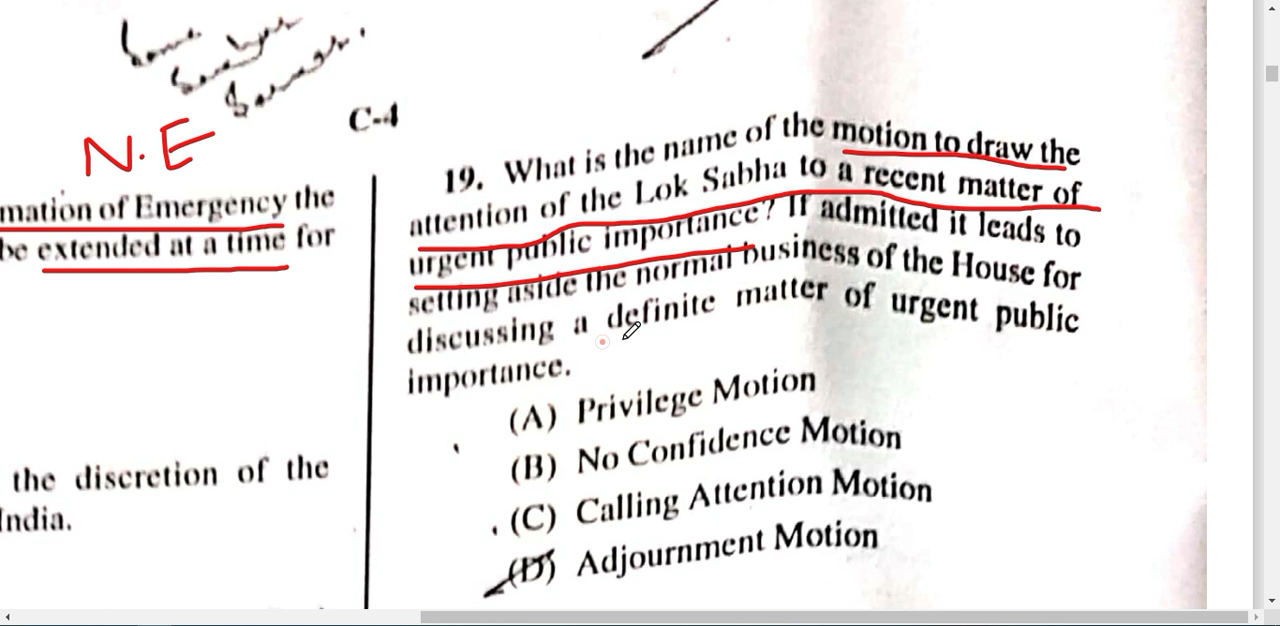 N.E
C-4
mation of Emergency the
be extended at a time for
the discretion of the
India.
19. What is the name of the motion to draw the
attention of the Lok Sabha to a recent matter of
urgent public importance? If admitted it leads to
setting aside the normal business of the House for
discussing a definite matter of urgent public
importance.
(A) Privilege Motion
(B) No Confidence Motion
(C) Calling Attention Motion
(D) Adjournment Motion